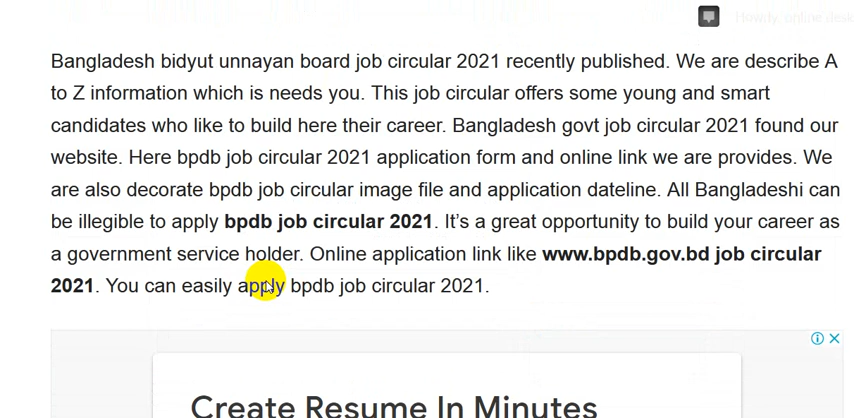 Howdy, online desk
Bangladesh bidyut unnayan board job circular 2021 recently published. We are describe A
to Z information which is needs you. This job circular offers some young and smart
candidates who like to build here their career. Bangladesh govt job circular 2021 found our
website. Here bpdb job circular 2021 application form and online link we are provides. We
are also decorate bpdb job circular image file and application dateline. All Bangladeshi can
be illegible to apply bpdb job circular 2021. It’s a great opportunity to build your career as
a government service holder. Online application link like www.bpdb.gov.bd job circular
2021. You can easily apply bpdb job circular 2021.
Create Resume In Minutes